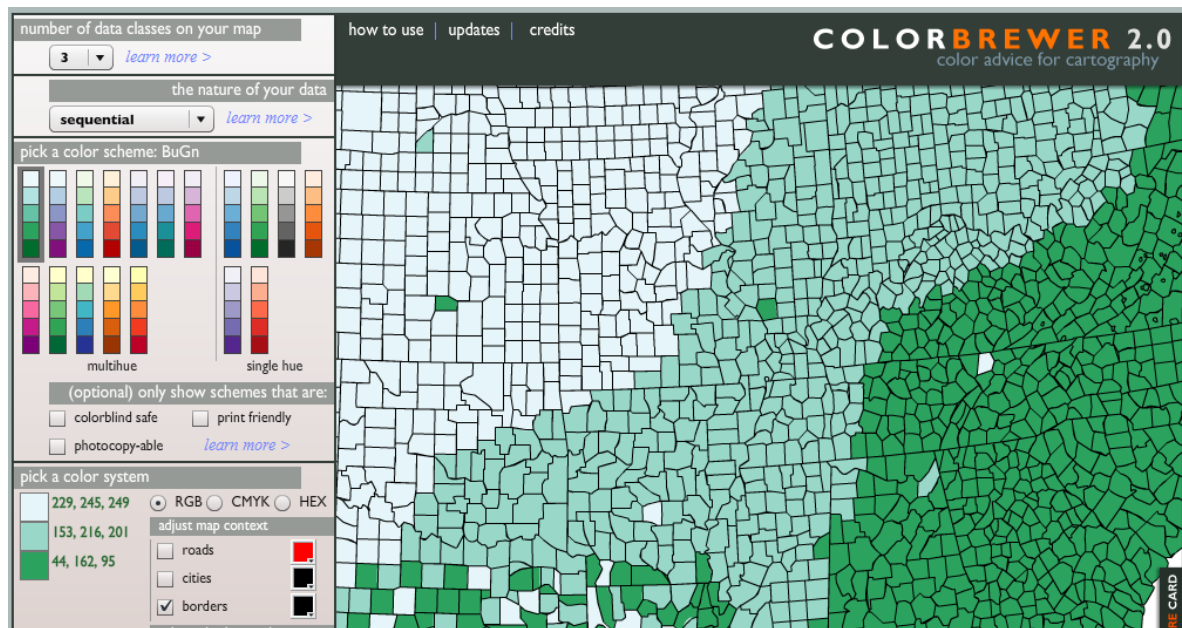 number of data classes on your map
3
learn more >
the nature of your data
sequential
learn more >
pick a color scheme: BuGn
multihue
single hue
(optional) only show schemes that are:
colorblind safe
print friendly
photocopy-able
learn more >
pick a color system
229, 245, 249
153, 216, 201
44, 162, 95
RGB CMYK HEX
adjust map context
roads
cities
borders
how to use | updates | credits
COLORBREWER 2.0
color advice for cartography
CARD